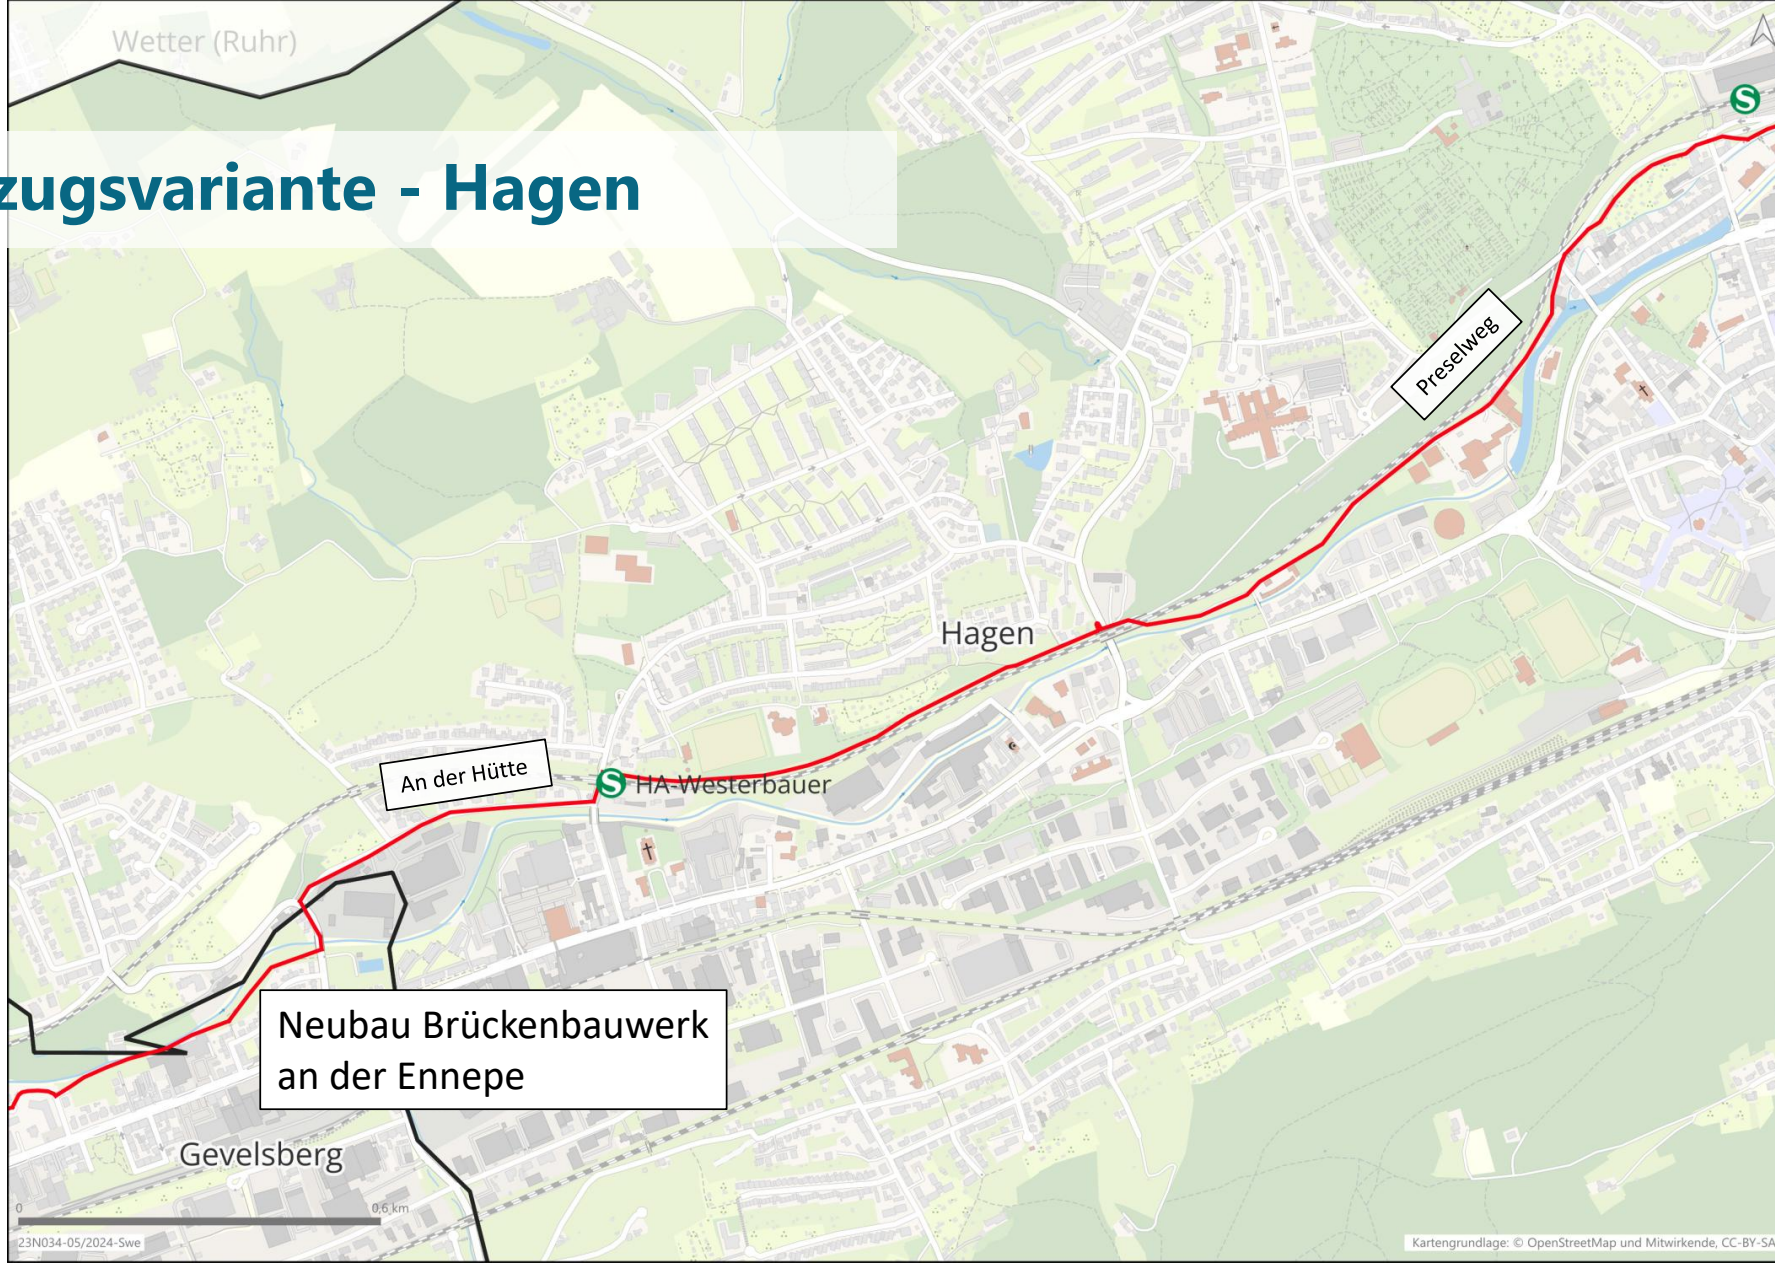 Wetter (Ruhr)
S
zugsvariante - Hagen
Preselweg
Hagen
An der Hütte
S HA-Westerbauer
Neubau Brückenbauwerk
an der Ennepe
Gevelsberg
0 0,6 km
23N034-05/2024-Swe
Kartengrundlage: © OpenStreetMap und Mitwirkende, CC-BY-SA